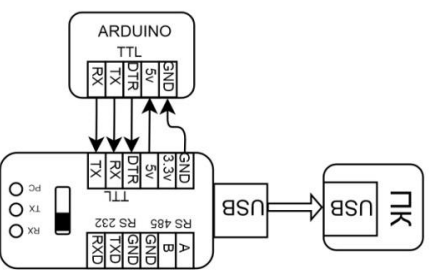 ARDUINO
TTL
RX TX DTR 5v GND
TX RX DTR 5v 3.3v GND
TTL
PC
TX
RX
RS 232 RS 485
RXD TXD GND GND B A
USB
USB
ПК